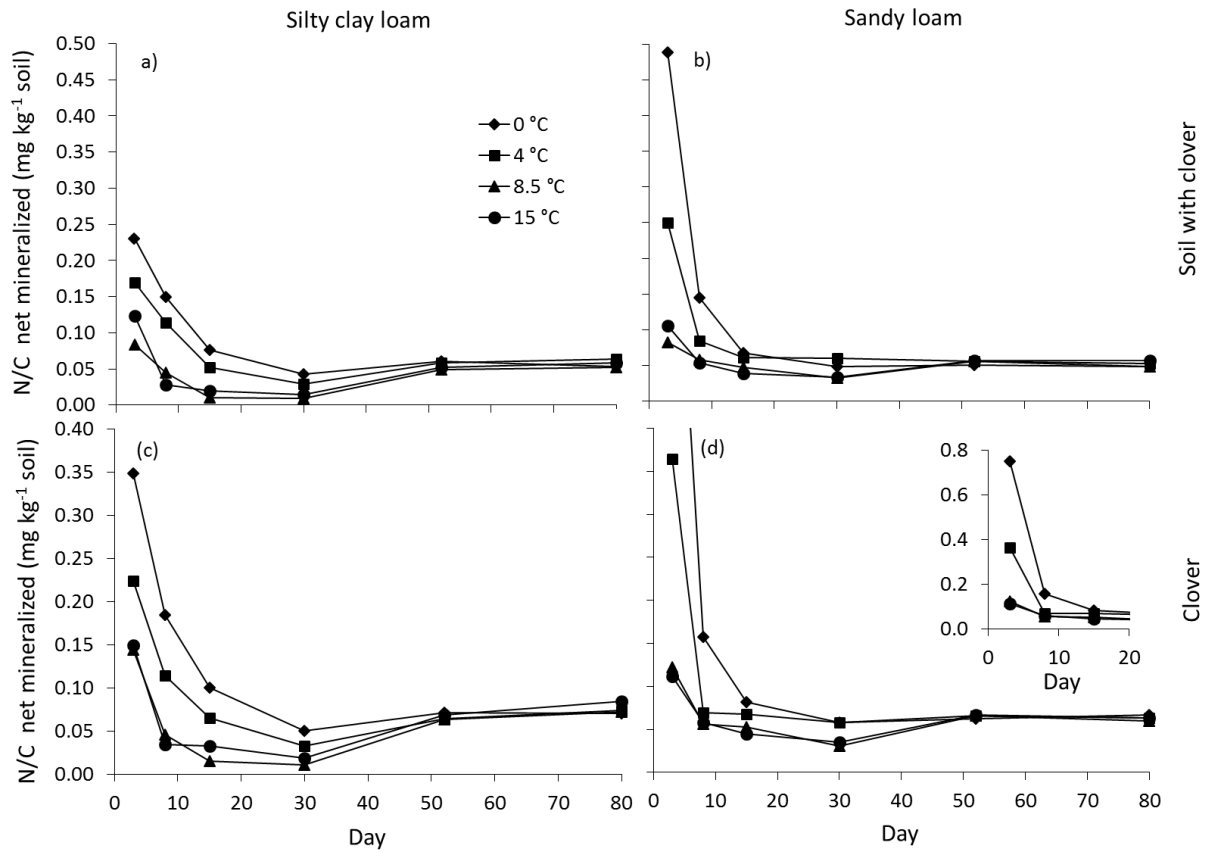 Silty clay loam
Sandy loam
a)
0.50
0.45
0.40
0.35
0.30
0.25
0.20
0.15
0.10
0.05
0.00
N/C net mineralized (mg kg⁻¹ soil)
0 °C
4 °C
8.5 °C
15 °C
b)
Soil with clover
(c)
0.40
0.35
0.30
0.25
0.20
0.15
0.10
0.05
0.00
N/C net mineralized (mg kg⁻¹ soil)
0 10 20 30 40 50 60 70 80
Day
(d)
0.8
0.6
0.4
0.2
0.0
0 10 20
Day
Clover
0 10 20 30 40 50 60 70 80
Day